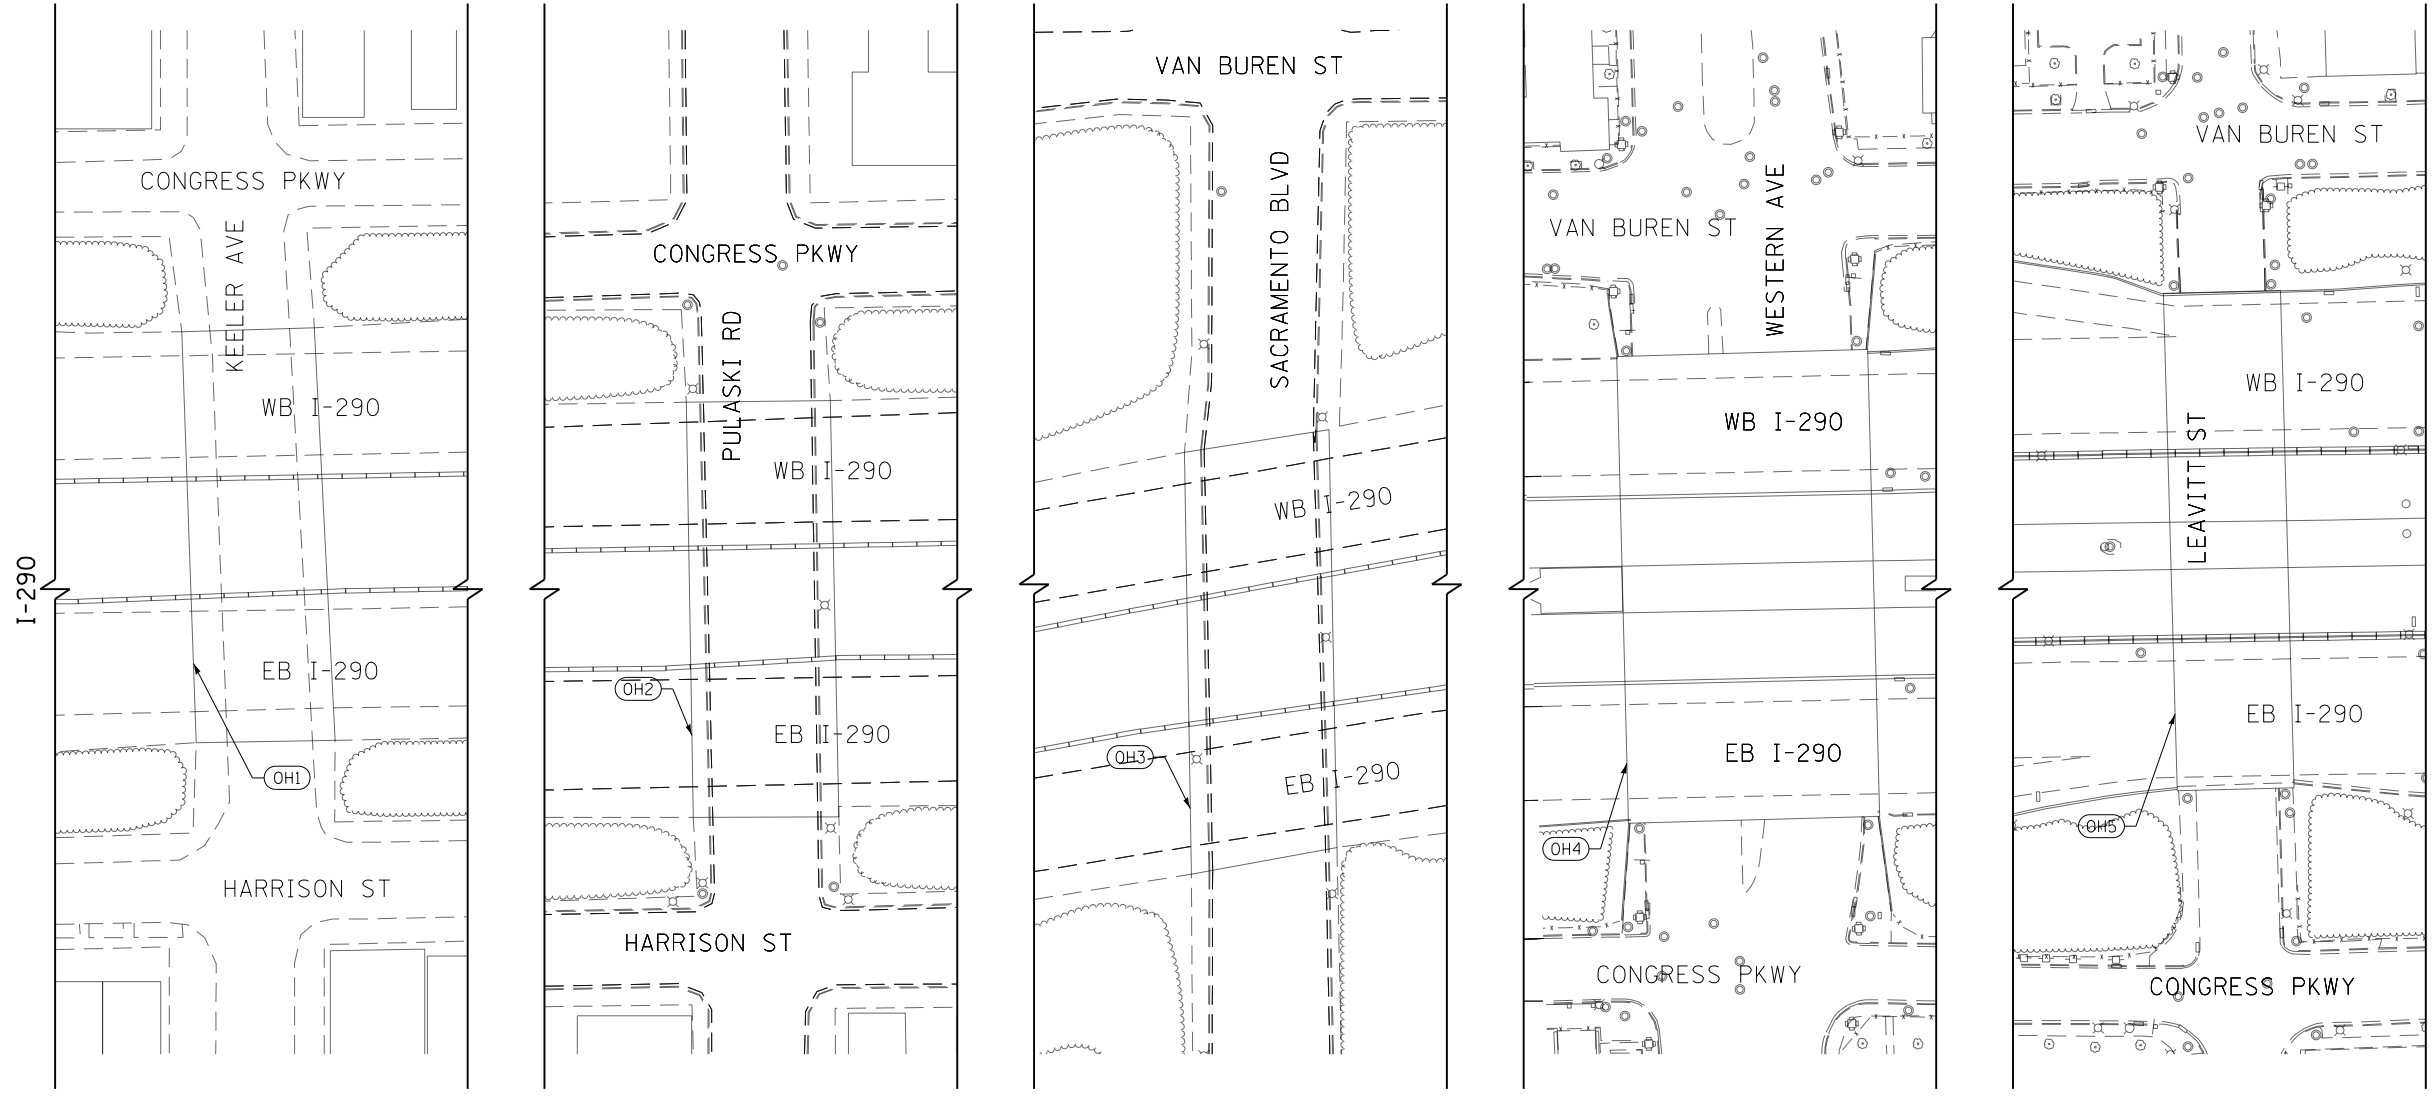 I-290
CONGRESS PKWY
KEELER AVE
WB I-290
EB I-290
OH1
HARRISON ST
CONGRESS PKWY
PULASKI RD
WB I-290
OH2
EB I-290
HARRISON ST
VAN BUREN ST
SACRAMENTO BLVD
WB I-290
OH3
EB I-290
WESTERN AVE
VAN BUREN ST
WB I-290
EB I-290
OH4
CONGRESS PKWY
VAN BUREN ST
WB I-290
LEAVITT ST
EB I-290
OH5
CONGRESS PKWY